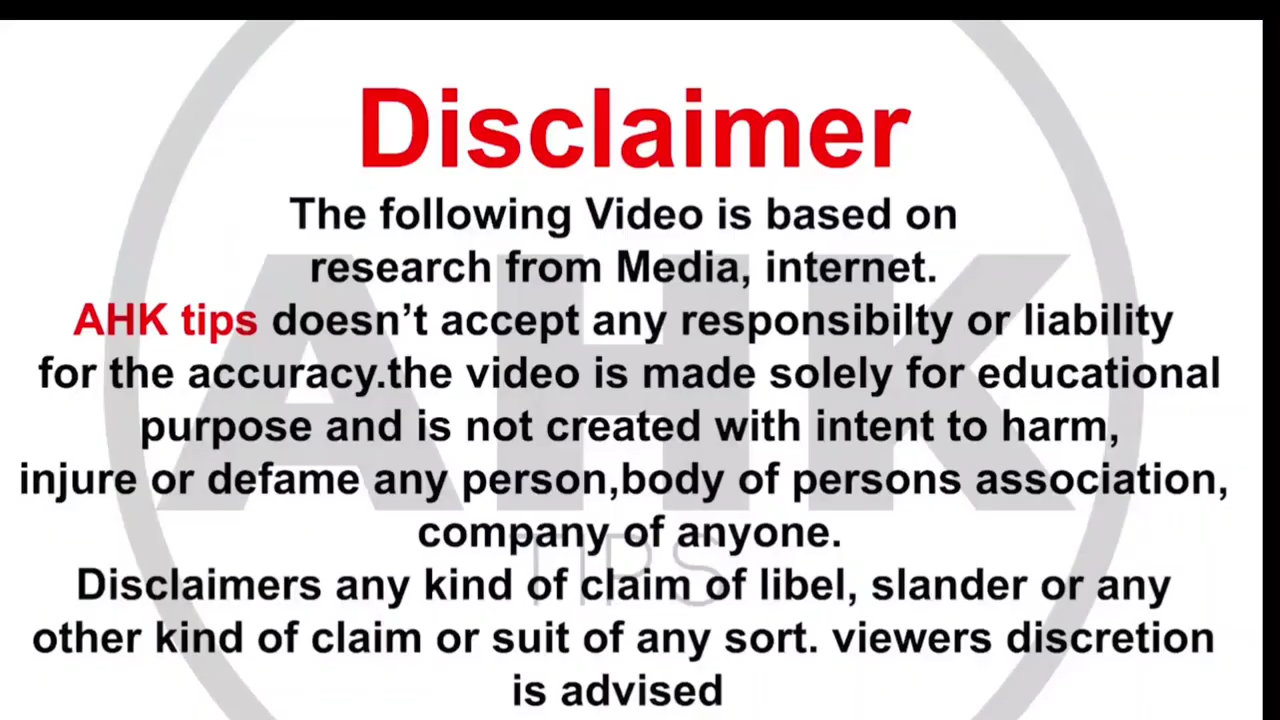 Disclaimer
The following Video is based on
research from Media, internet.
AHK tips doesn't accept any responsibilty or liability
for the accuracy.the video is made solely for educational
purpose and is not created with intent to harm,
injure or defame any person,body of persons association,
company of anyone.
Disclaimers any kind of claim of libel, slander or any
other kind of claim or suit of any sort. viewers discretion
is advised
AHK
TIPS